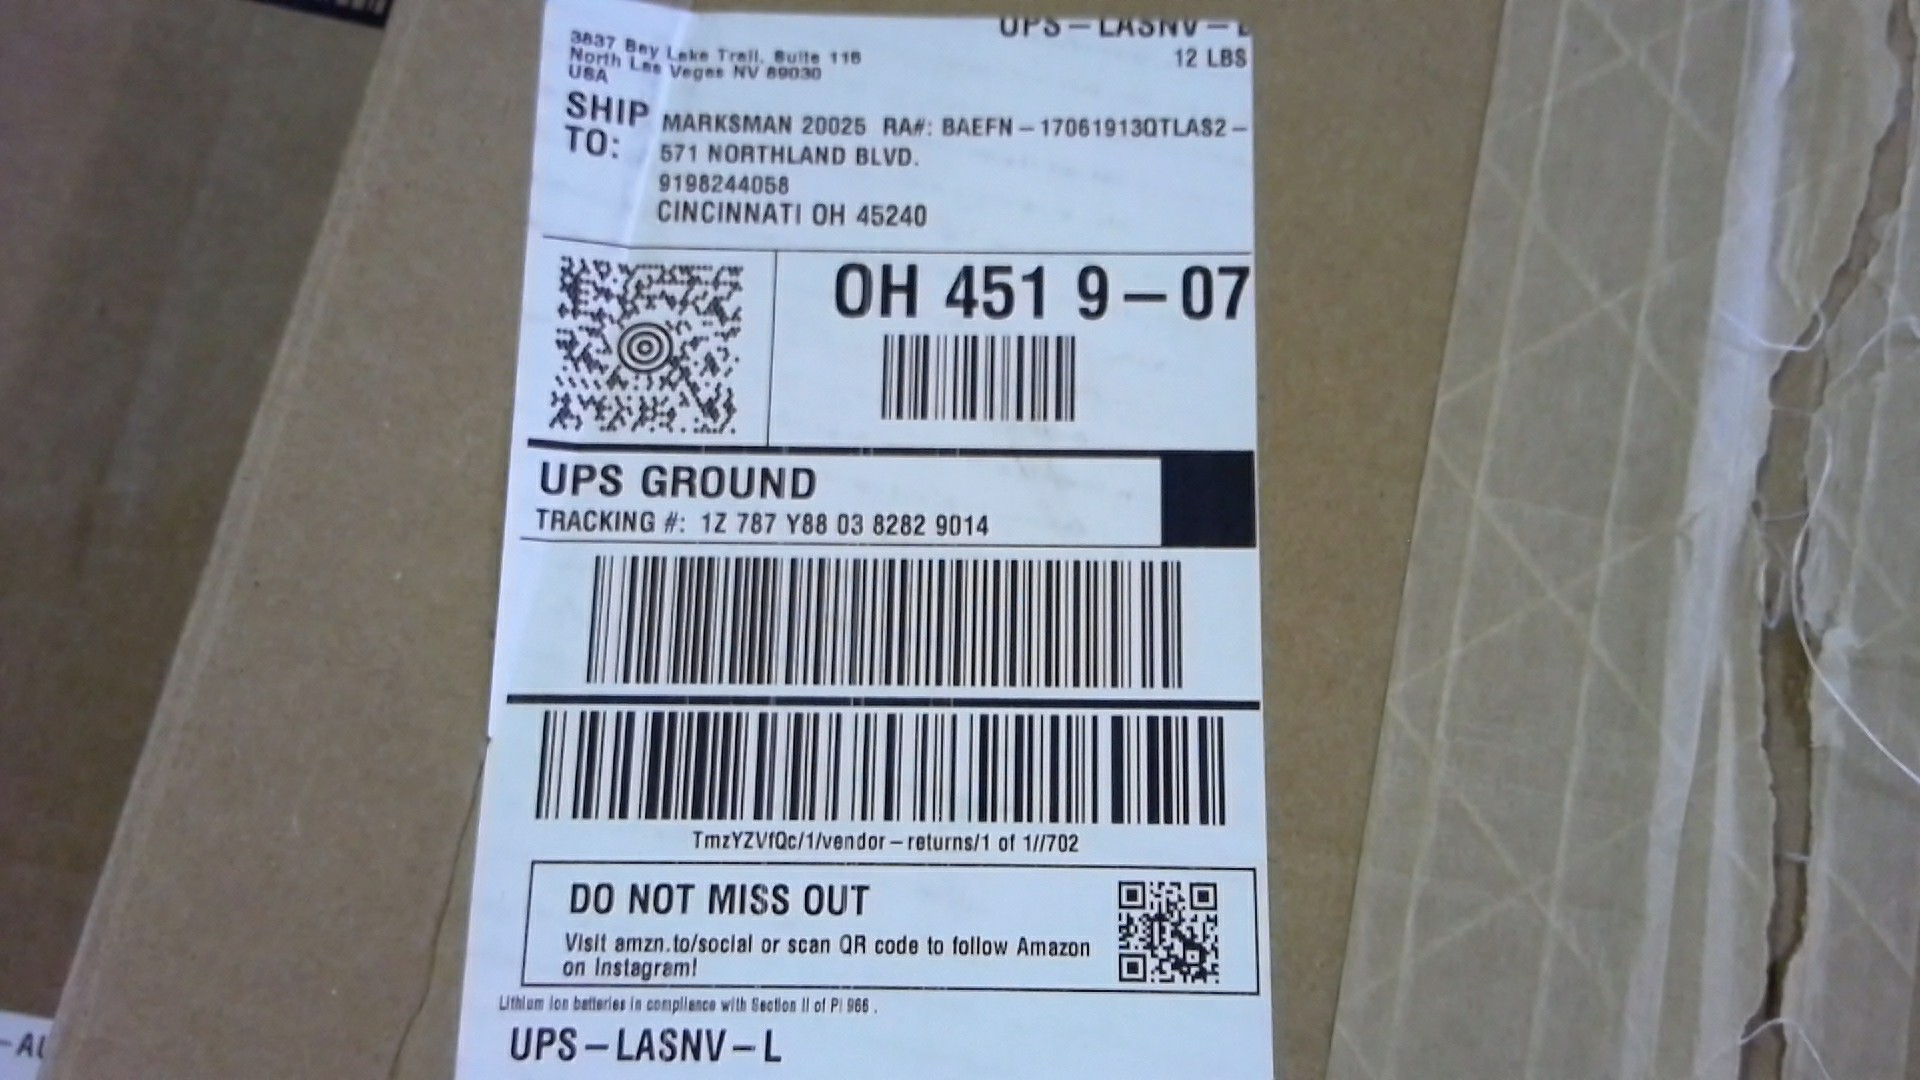 UPS-LASNV-L
3837 Bay Lake Trail, Suite 116
12 LBS
North Las Vegas NV 89030
USA
SHIP TO:
MARKSMAN 20025 RA#: BAEFN-17061913QTLAS2-
571 NORTHLAND BLVD.
9198244058
CINCINNATI OH 45240
OH 451 9-07
UPS GROUND
TRACKING #: 1Z 787 Y88 03 8282 9014
TmzYZVfQc/1/vendor-returns/1 of 1//702
DO NOT MISS OUT
Visit amzn.to/social or scan QR code to follow Amazon
on Instagram!
Lithium ion batteries in compliance with Section II of PI 966 .
UPS-LASNV-L